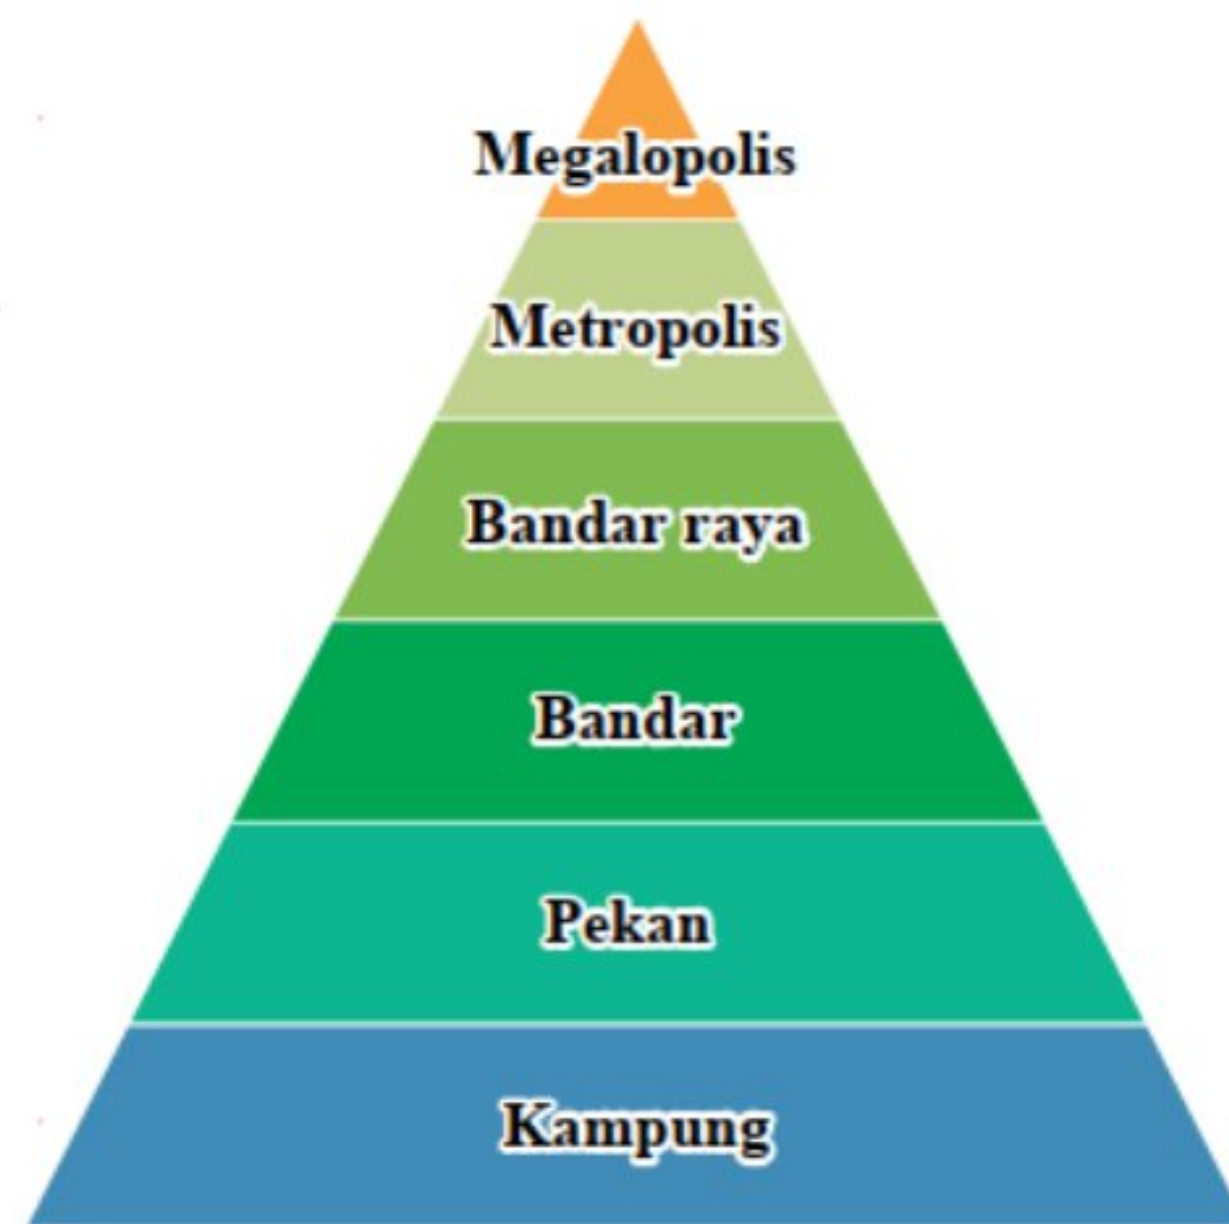 Megalopolis
Metropolis
Bandar raya
Bandar
Pekan
Kampung